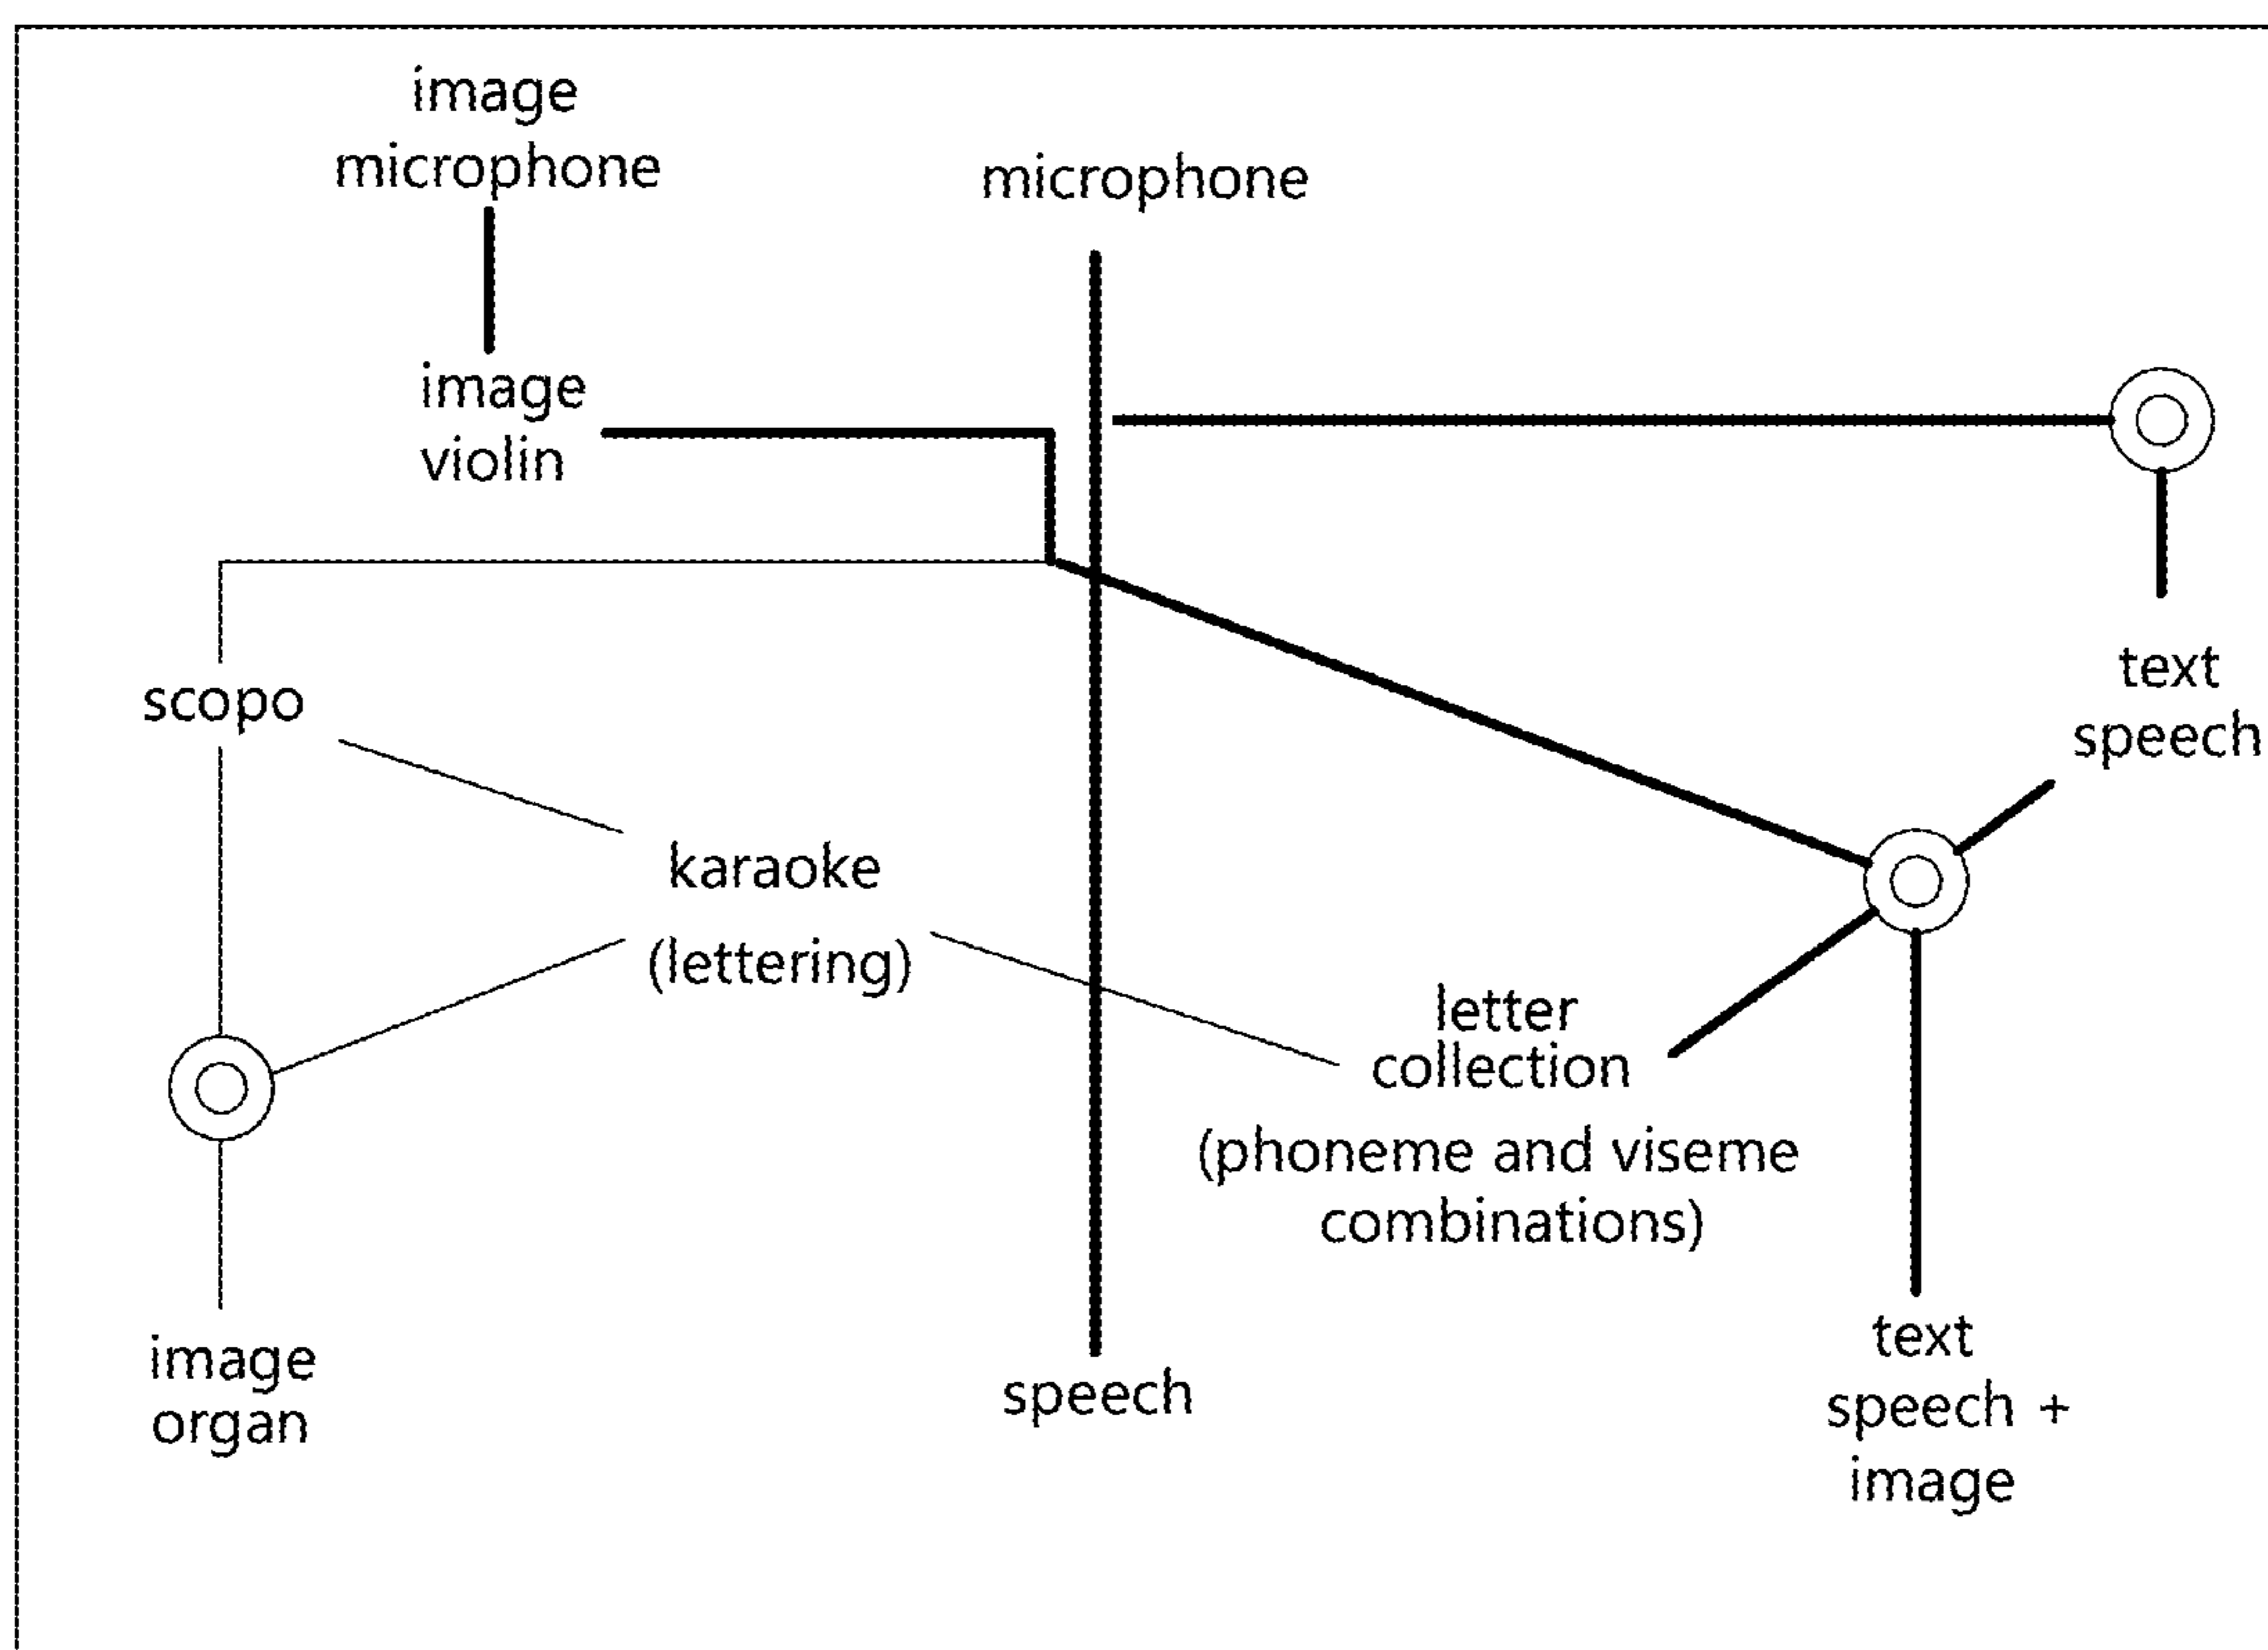 image
microphone
microphone
image
violin
text
speech
scopo
karaoke
(lettering)
letter
collection
(phoneme and viseme
combinations)
image
organ
speech
text
speech +
image